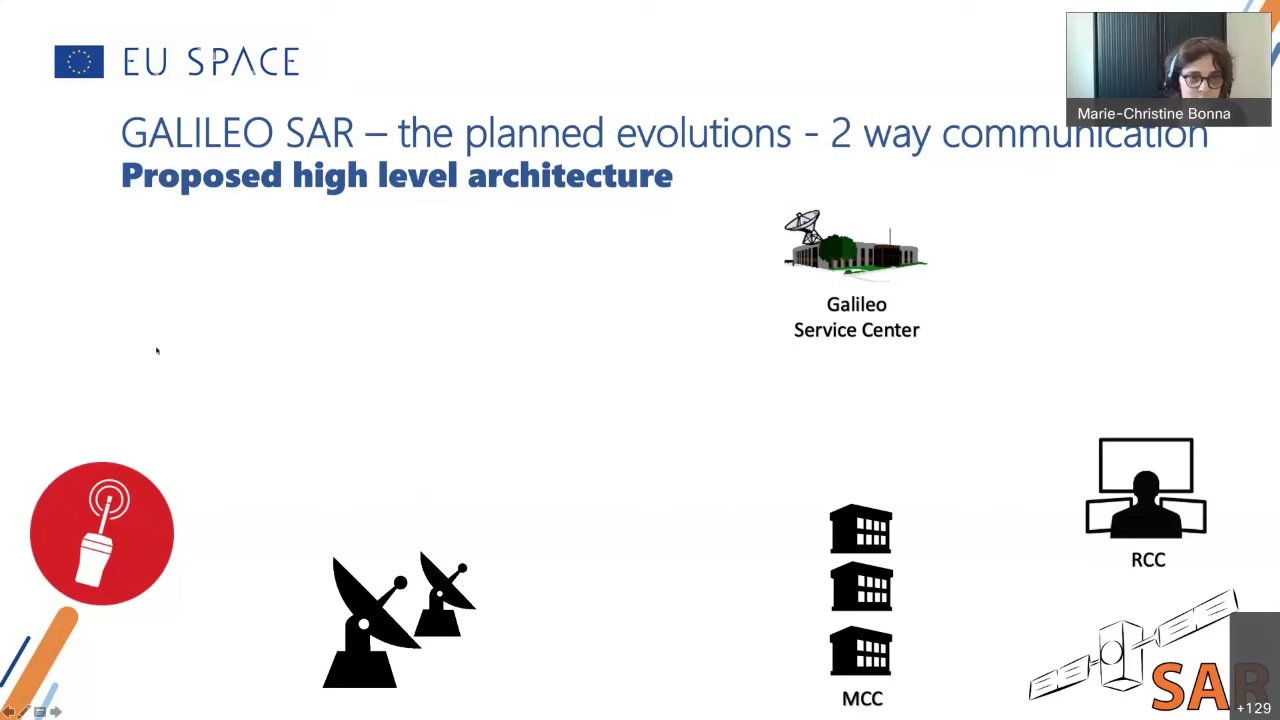 EU SPACE
Marie-Christine Bonna
GALILEO SAR – the planned evolutions - 2 way communication
Proposed high level architecture
Galileo
Service Center
RCC
MCC
SAR
+129